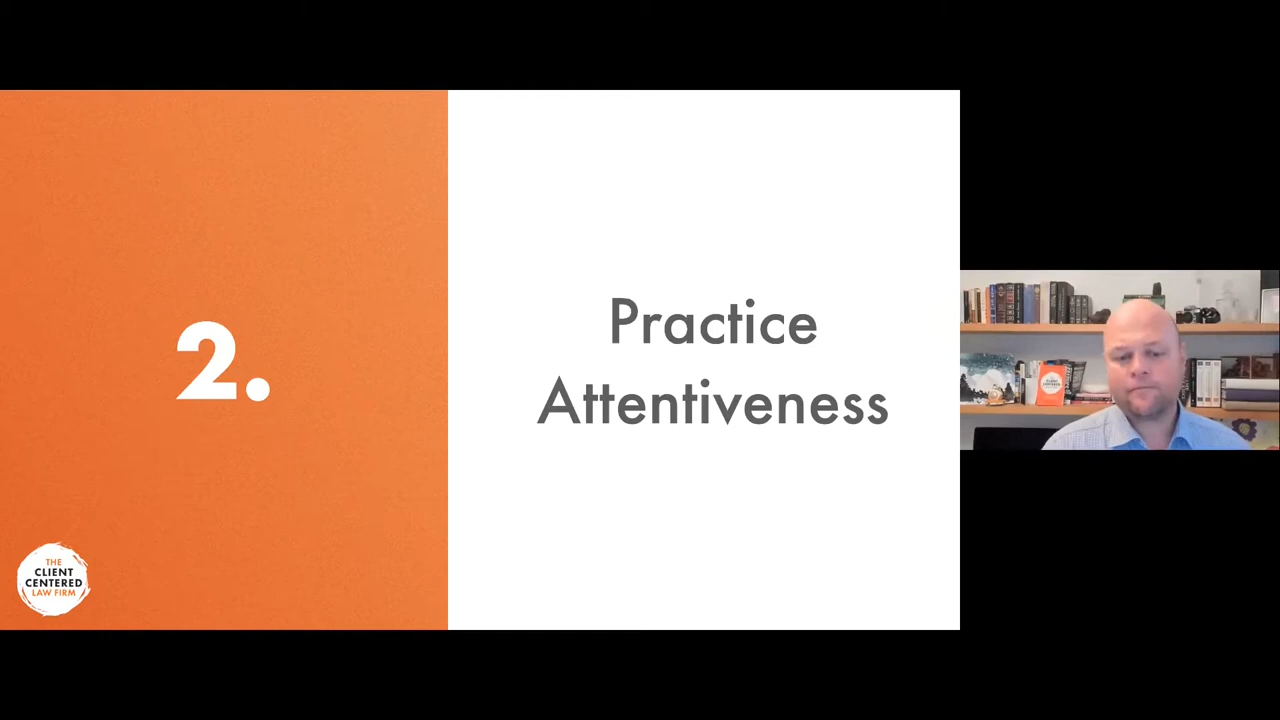 2.
Practice
Attentiveness
THE
CLIENT
CENTERED
LAW FIRM